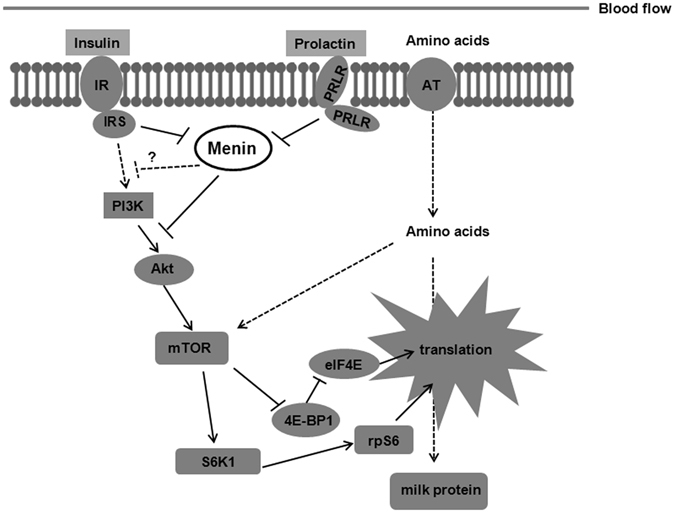 Blood flow
Insulin
Prolactin
Amino acids
IR
PRLR
AT
IRS
PRLR
Menin
?
PI3K
Amino acids
Akt
mTOR
translation
eIF4E
4E-BP1
rpS6
S6K1
milk protein